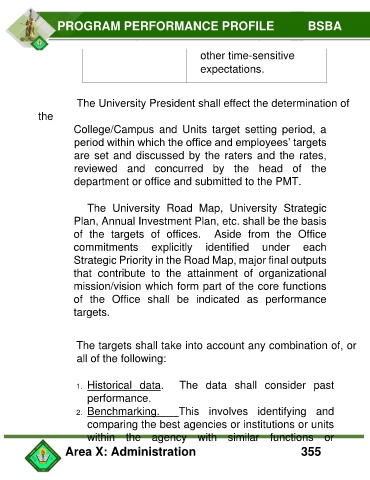 PROGRAM PERFORMANCE PROFILE BSBA
other time-sensitive
expectations.
The University President shall effect the determination of
the
College/Campus and Units target setting period, a
period within which the office and employees’ targets
are set and discussed by the raters and the rates,
reviewed and concurred by the head of the
department or office and submitted to the PMT.
The University Road Map, University Strategic
Plan, Annual Investment Plan, etc. shall be the basis
of the targets of offices. Aside from the Office
commitments explicitly identified under each
Strategic Priority in the Road Map, major final outputs
that contribute to the attainment of organizational
mission/vision which form part of the core functions
of the Office shall be indicated as performance
targets.
The targets shall take into account any combination of, or
all of the following:
1. Historical data. The data shall consider past
performance.
2. Benchmarking. This involves identifying and
comparing the best agencies or institutions or units
within the agency with similar functions or
Area X: Administration 355